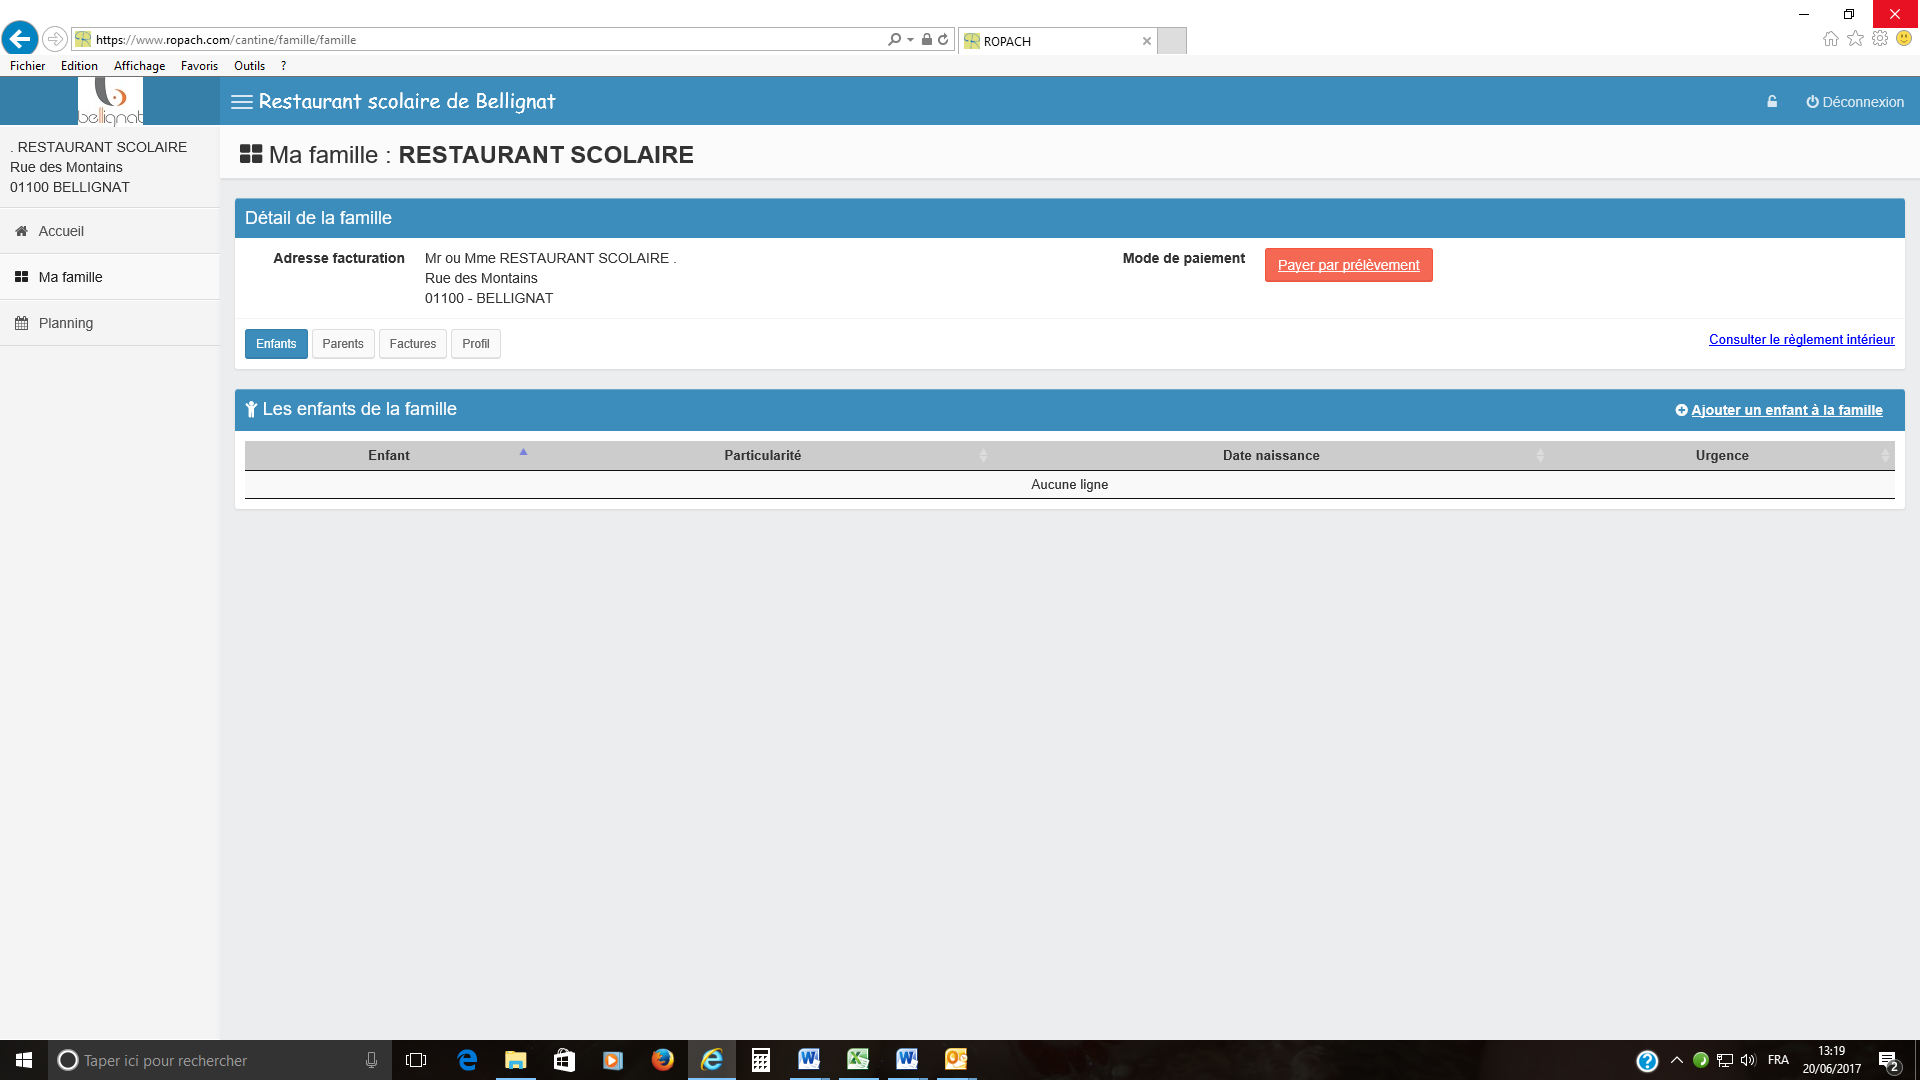 https://www.ropach.com/cantine/famille/famille
ROPACH
Fichier Edition Affichage Favoris Outils ?
bellignat
Restaurant scolaire de Bellignat
Déconnexion
. RESTAURANT SCOLAIRE
Rue des Montains
01100 BELLIGNAT
Accueil
Ma famille
Planning
Ma famille : RESTAURANT SCOLAIRE
Détail de la famille
Adresse facturation
Mr ou Mme RESTAURANT SCOLAIRE .
Rue des Montains
01100 - BELLIGNAT
Mode de paiement
Payer par prélèvement
Enfants Parents Factures Profil
Consulter le règlement intérieur
Les enfants de la famille
Ajouter un enfant à la famille
Enfant Particularité Date naissance Urgence
Aucune ligne
Taper ici pour rechercher
FRA
13:19
20/06/2017
2